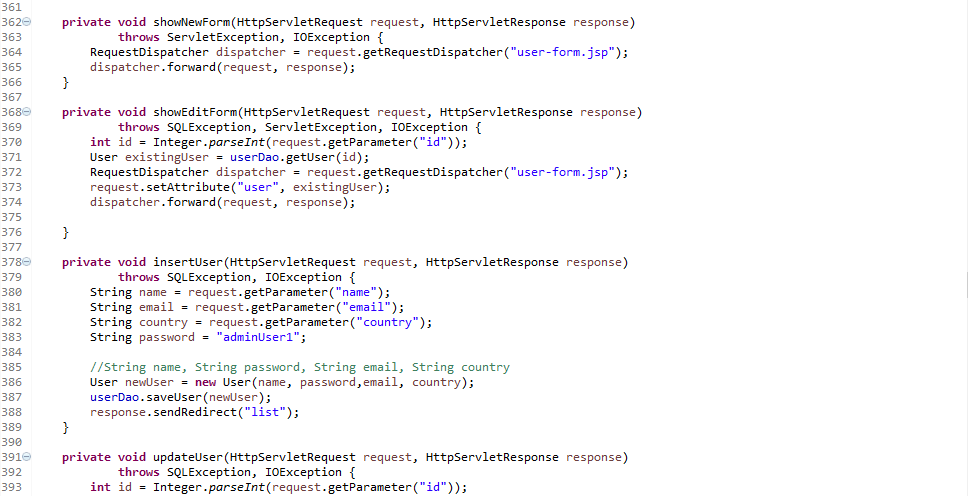 361
362    private void showNewForm(HttpServletRequest request, HttpServletResponse response)
363            throws ServletException, IOException {
364        RequestDispatcher dispatcher = request.getRequestDispatcher("user-form.jsp");
365        dispatcher.forward(request, response);
366    }
367
368    private void showEditForm(HttpServletRequest request, HttpServletResponse response)
369            throws SQLException, ServletException, IOException {
370        int id = Integer.parseInt(request.getParameter("id"));
371        User existingUser = userDao.getUser(id);
372        RequestDispatcher dispatcher = request.getRequestDispatcher("user-form.jsp");
373        request.setAttribute("user", existingUser);
374        dispatcher.forward(request, response);
375
376    }
377
378    private void insertUser(HttpServletRequest request, HttpServletResponse response)
379            throws SQLException, IOException {
380        String name = request.getParameter("name");
381        String email = request.getParameter("email");
382        String country = request.getParameter("country");
383        String password = "adminUser1";
384
385        //String name, String password, String email, String country
386        User newUser = new User(name, password,email, country);
387        userDao.saveUser(newUser);
388        response.sendRedirect("list");
389    }
390
391    private void updateUser(HttpServletRequest request, HttpServletResponse response)
392            throws SQLException, IOException {
393        int id = Integer.parseInt(request.getParameter("id"));